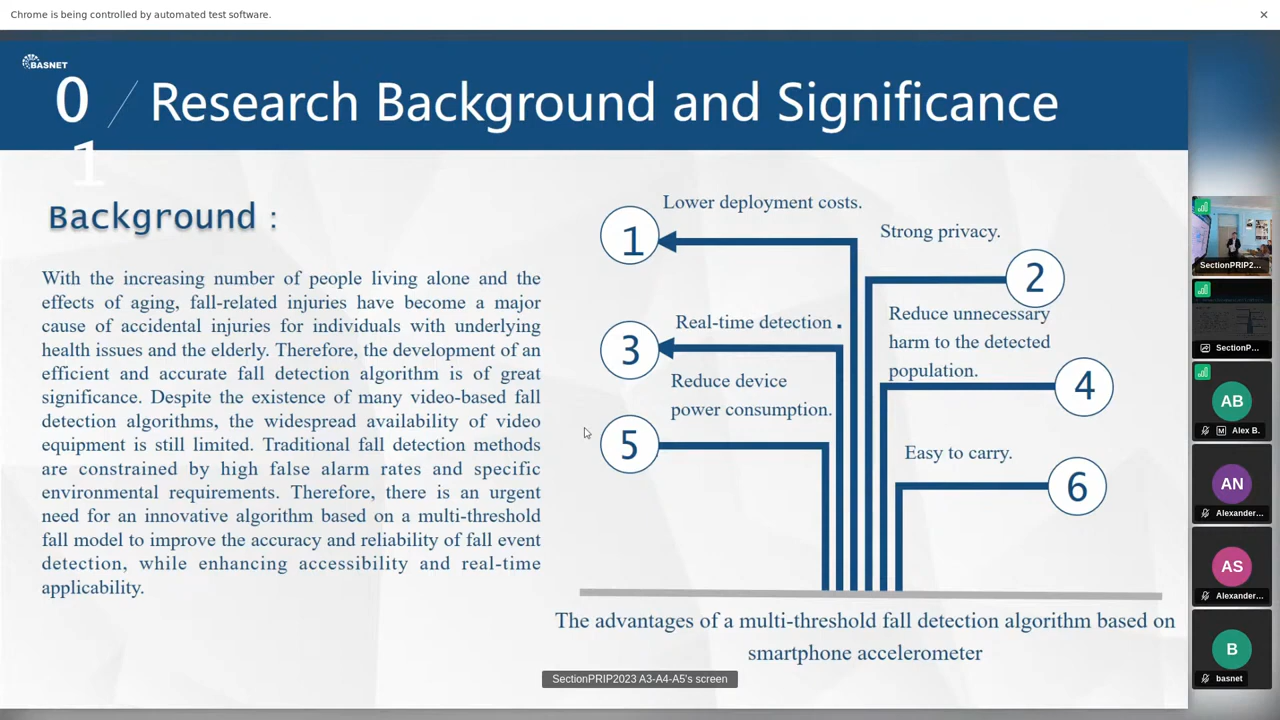 Chrome is being controlled by automated test software.
BASNET
01 / Research Background and Significance
Background :
With the increasing number of people living alone and the
effects of aging, fall-related injuries have become a major
cause of accidental injuries for individuals with underlying
health issues and the elderly. Therefore, the development of an
efficient and accurate fall detection algorithm is of great
significance. Despite the existence of many video-based fall
detection algorithms, the widespread availability of video
equipment is still limited. Traditional fall detection methods
are constrained by high false alarm rates and specific
environmental requirements. Therefore, there is an urgent
need for an innovative algorithm based on a multi-threshold
fall model to improve the accuracy and reliability of fall event
detection, while enhancing accessibility and real-time
applicability.
Lower deployment costs.
1
Strong privacy.
2
Real-time detection.
3
Reduce unnecessary
harm to the detected
population.
4
Reduce device
power consumption.
5
Easy to carry.
6
The advantages of a multi-threshold fall detection algorithm based on
smartphone accelerometer
SectionPRIP2023 A3-A4-A5's screen
SectionPRIP2...
SectionP...
AB
Alex B.
AN
Alexander...
AS
Alexander...
B
basnet